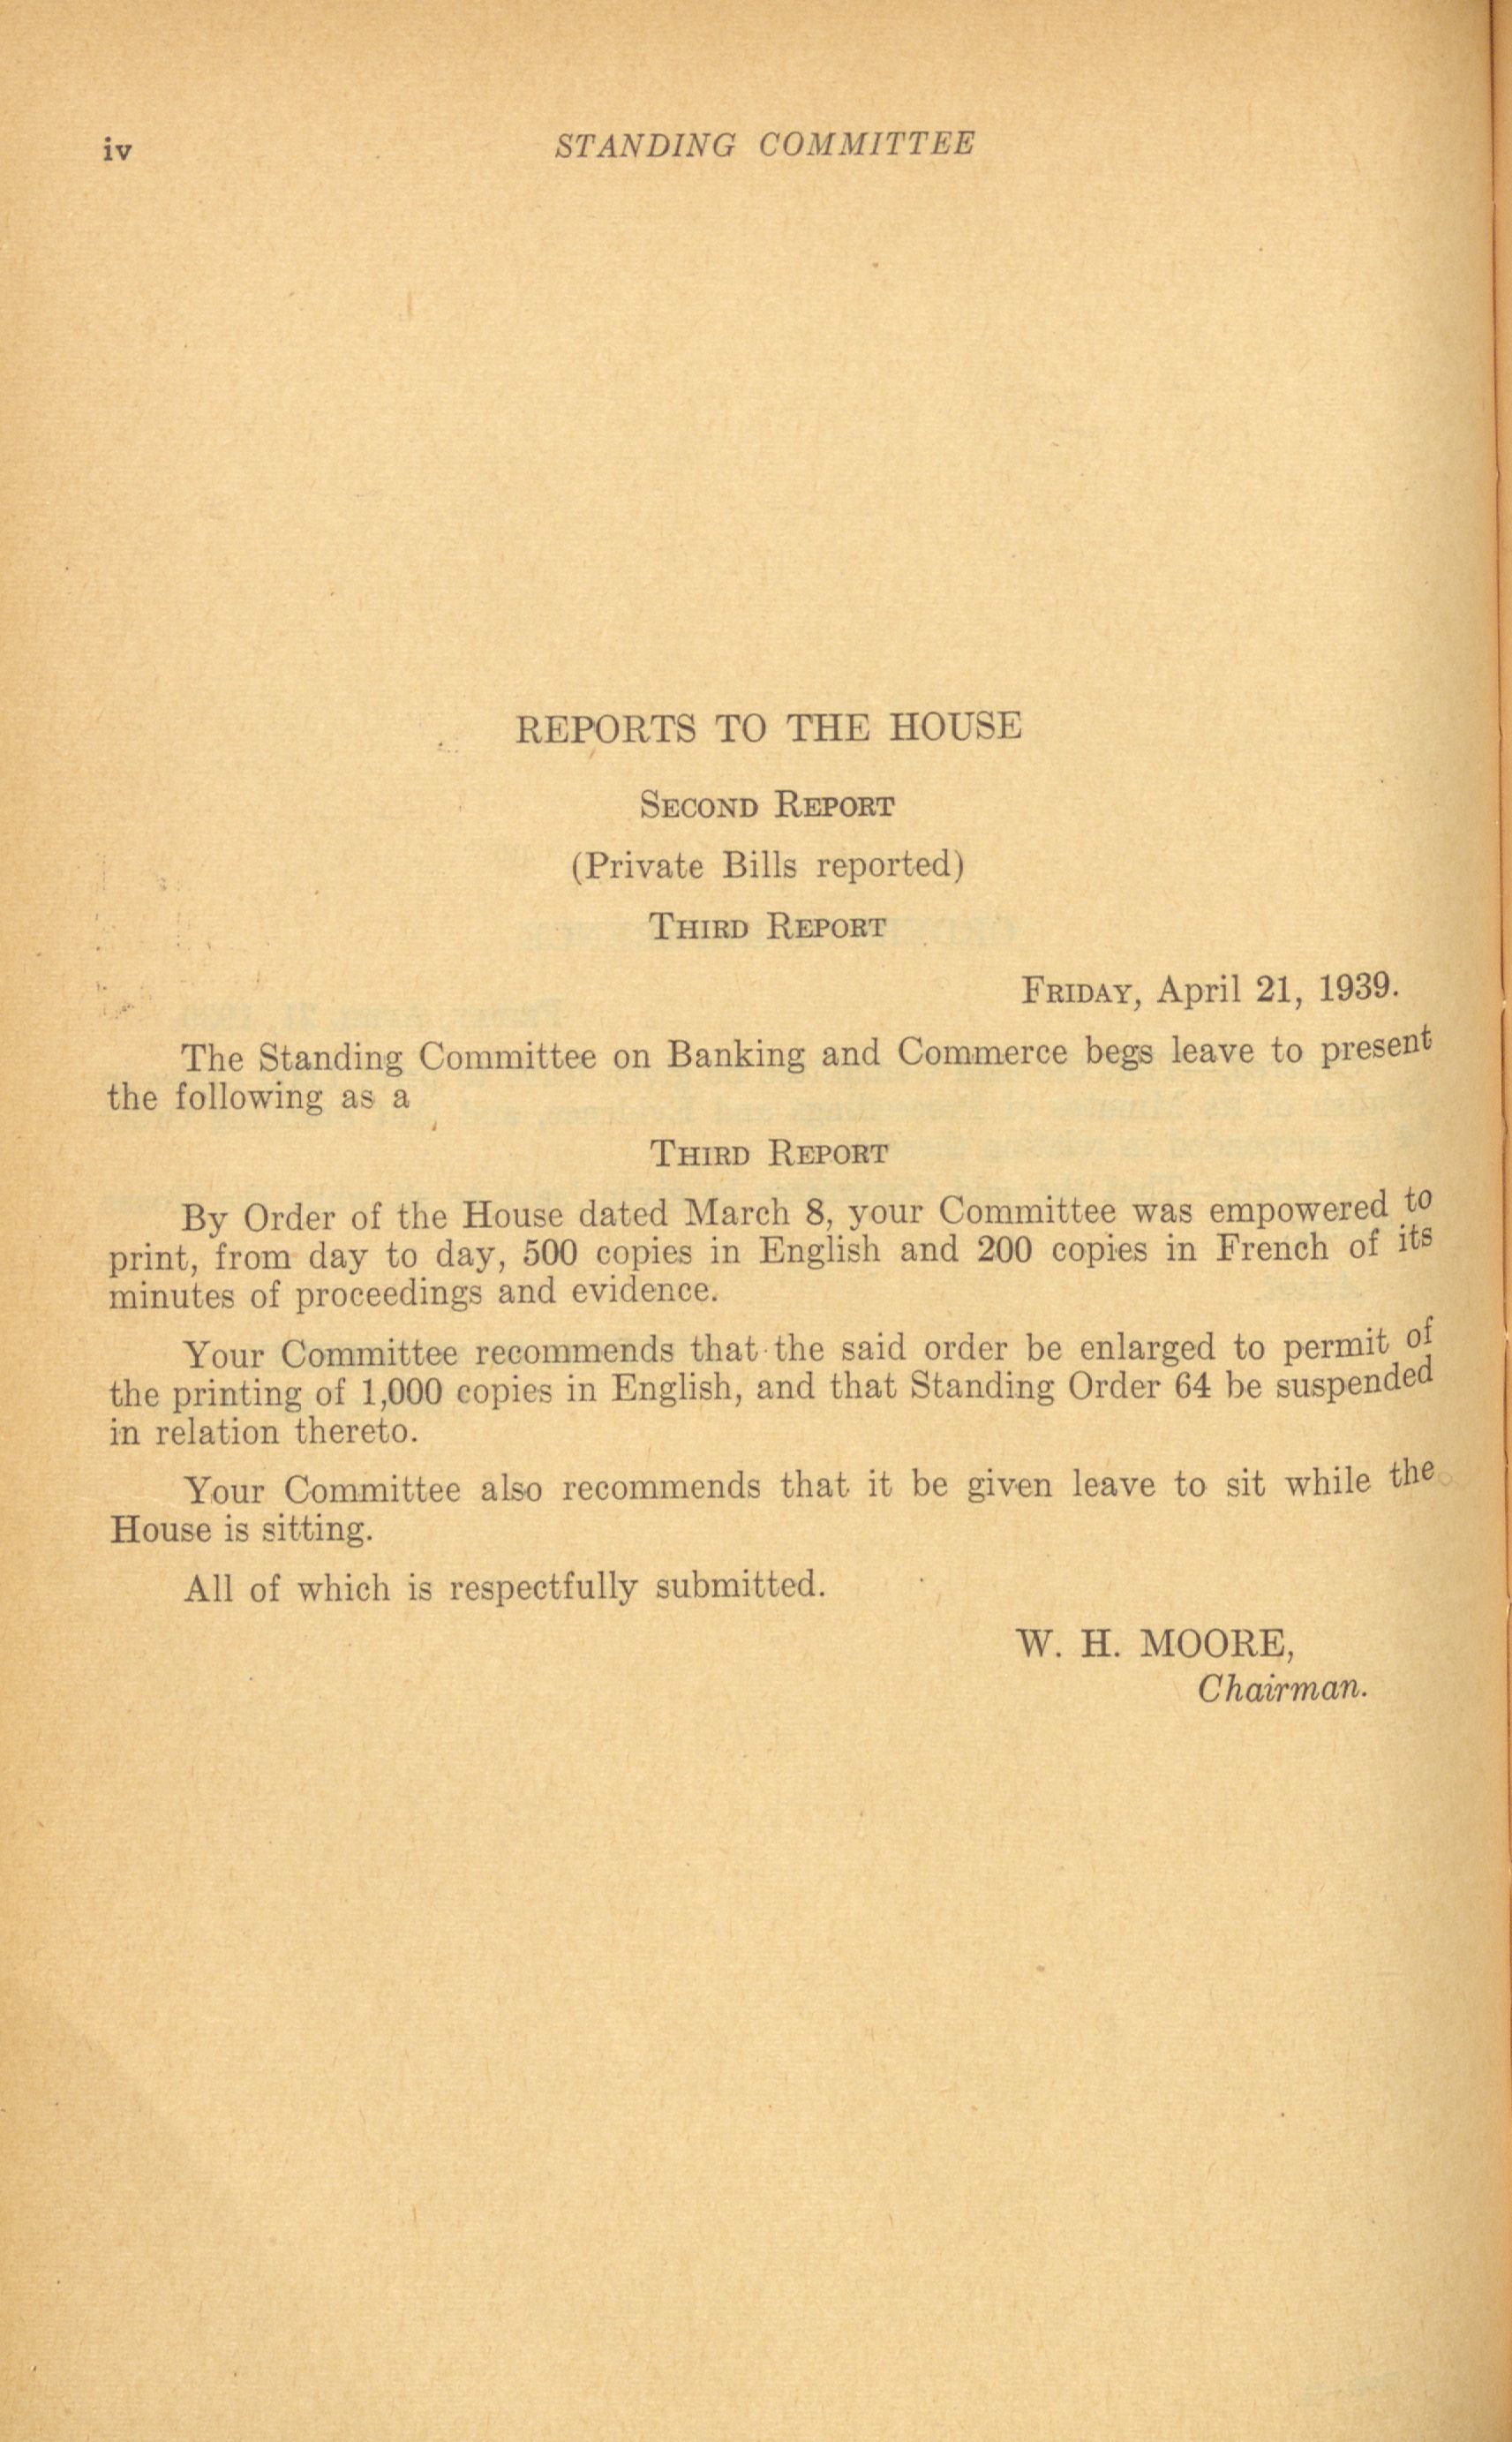 iv
STANDING COMMITTEE
REPORTS TO THE HOUSE
SECOND REPORT
(Private Bills reported)
THIRD REPORT
FRIDAY, April 21, 1939.
The Standing Committee on Banking and Commerce begs leave to present
the following as a
THIRD REPORT
By Order of the House dated March 8, your Committee was empowered to
print, from day to day, 500 copies in English and 200 copies in French of its
minutes of proceedings and evidence.
Your Committee recommends that the said order be enlarged to permit of
the printing of 1,000 copies in English, and that Standing Order 64 be suspended
in relation thereto.
Your Committee also recommends that it be given leave to sit while the
House is sitting.
All of which is respectfully submitted.
W. H. MOORE,
Chairman.